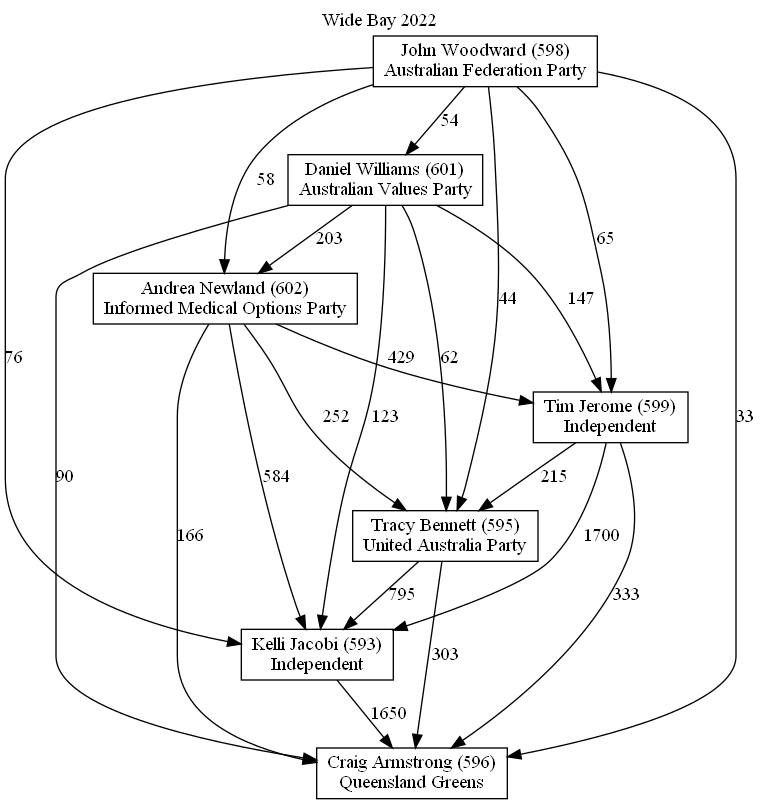 Wide Bay 2022
John Woodward (598)
Australian Federation Party
54
Daniel Williams (601)
Australian Values Party
58
203
65
Andrea Newland (602)
Informed Medical Options Party
44
147
76
429
62
33
Tim Jerome (599)
Independent
252
123
90
584
215
Tracy Bennett (595)
United Australia Party
166
1700
795
333
Kelli Jacobi (593)
Independent
303
1650
Craig Armstrong (596)
Queensland Greens